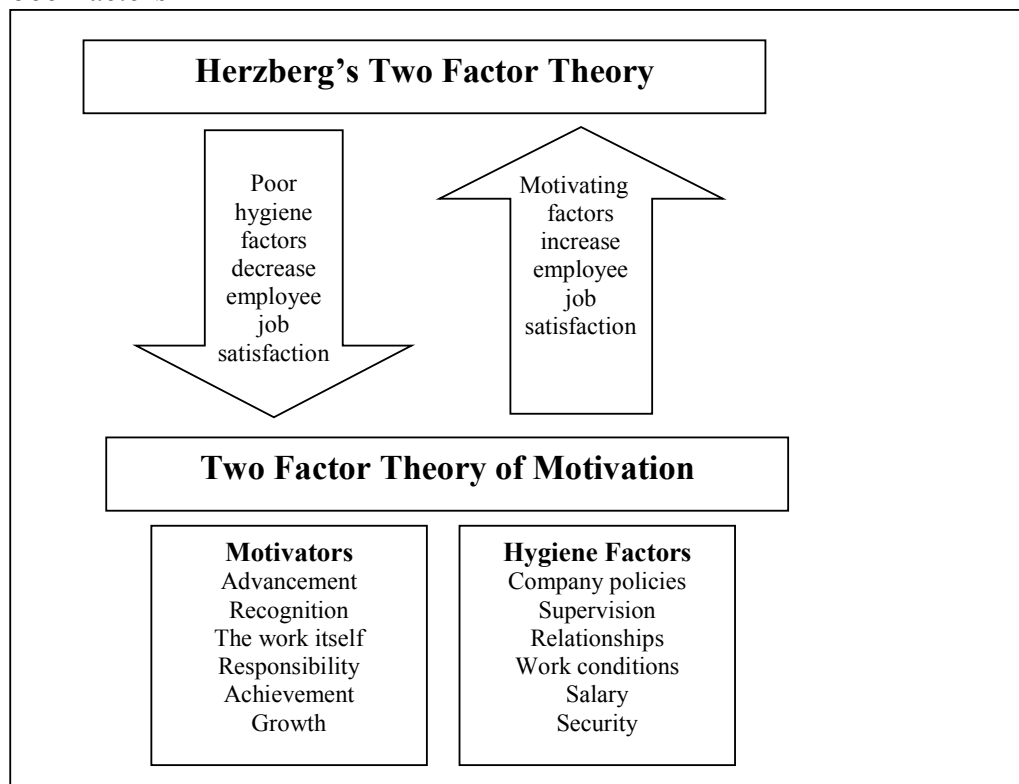 Herzberg’s Two Factor Theory
Poor
hygiene
factors
decrease
employee
job
satisfaction
Motivating
factors
increase
employee
job
satisfaction
Two Factor Theory of Motivation
Motivators
Advancement
Recognition
The work itself
Responsibility
Achievement
Growth
Hygiene Factors
Company policies
Supervision
Relationships
Work conditions
Salary
Security